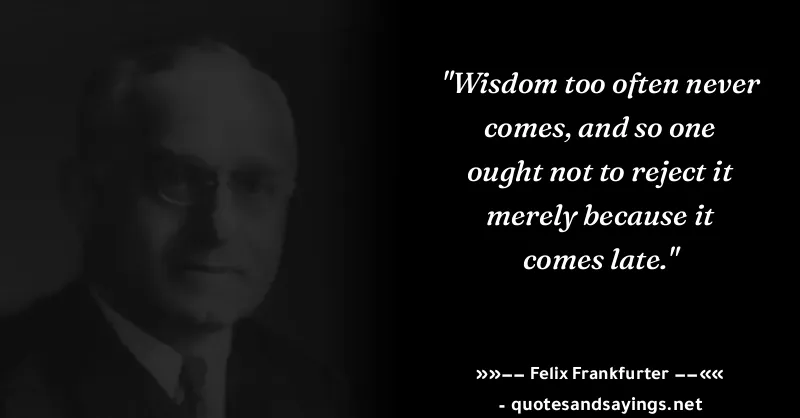 "Wisdom too often never
comes, and so one
ought not to reject it
merely because it
comes late."
»»–– Felix Frankfurter ––««
- quotesandsayings.net